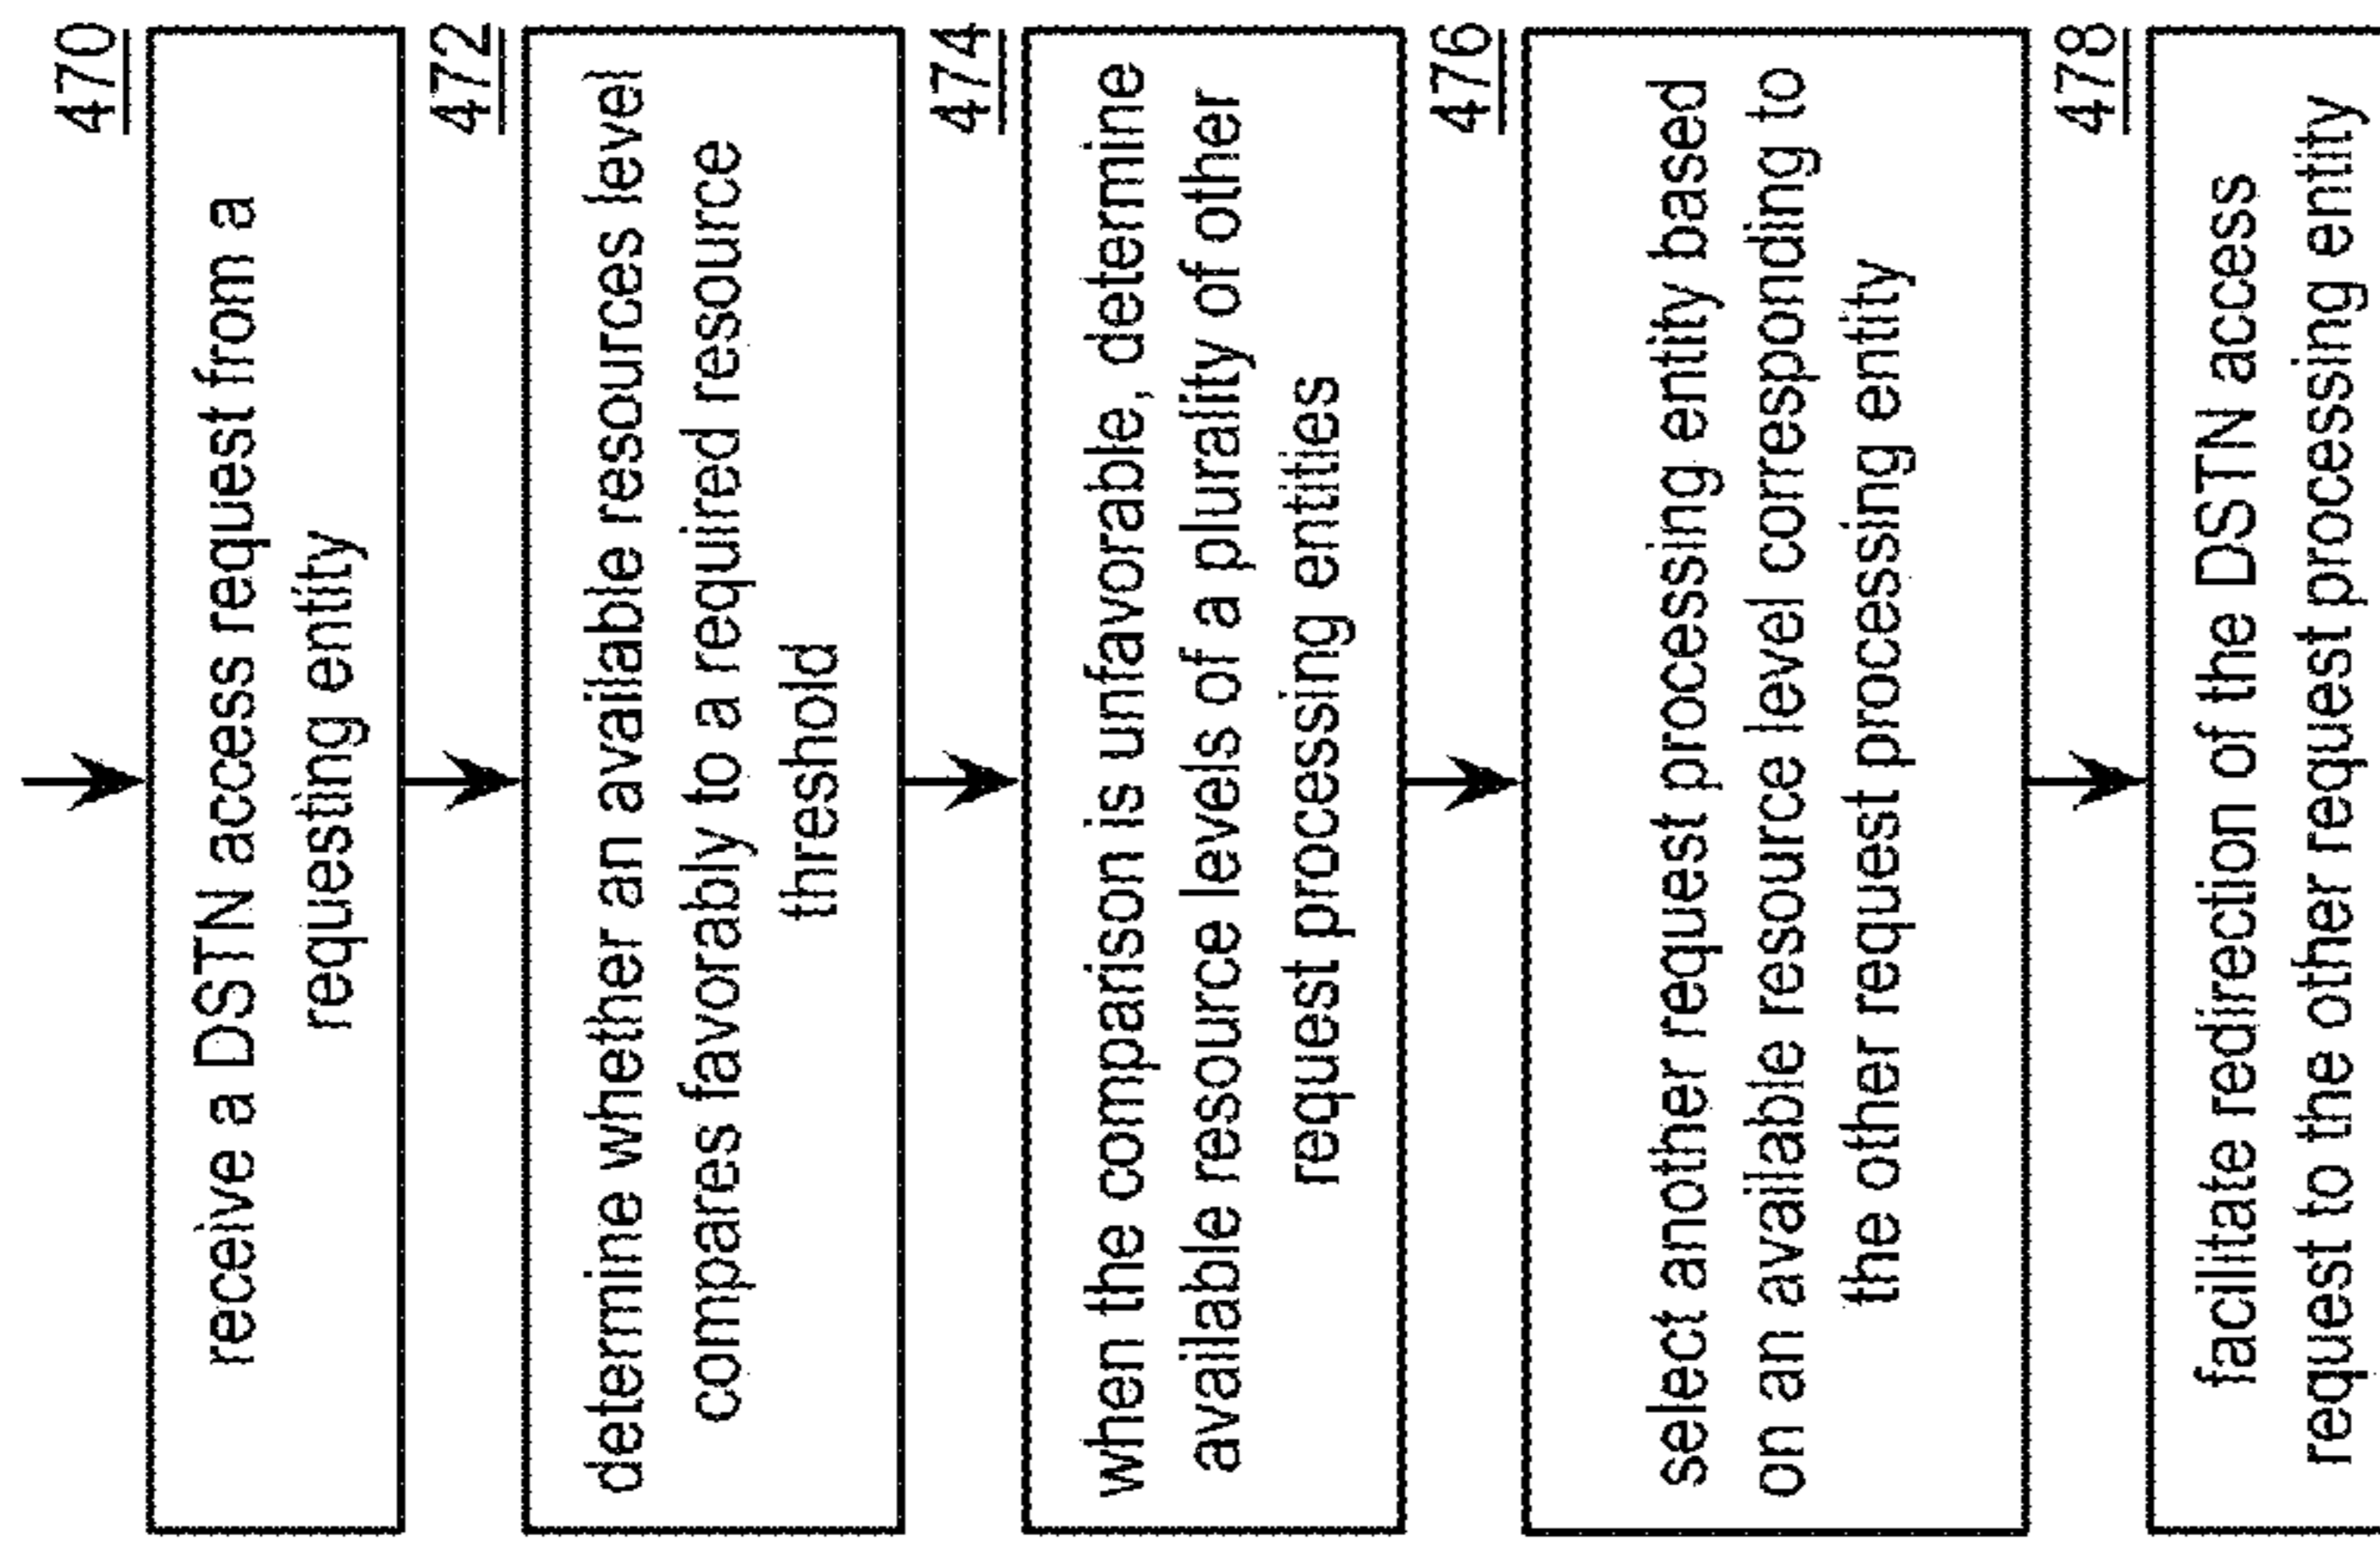 470
receive a DSTN access request from a
requesting entity
472
determine whether an available resources level
compares favorably to a required resource
threshold
474
when the comparison is unfavorable, determine
available resource levels of a plurality of other
request processing entities
476
select another request processing entity based
on an available resource level corresponding to
the other request processing entity
478
facilitate redirection of the DSTN access
request to the other request processing entity